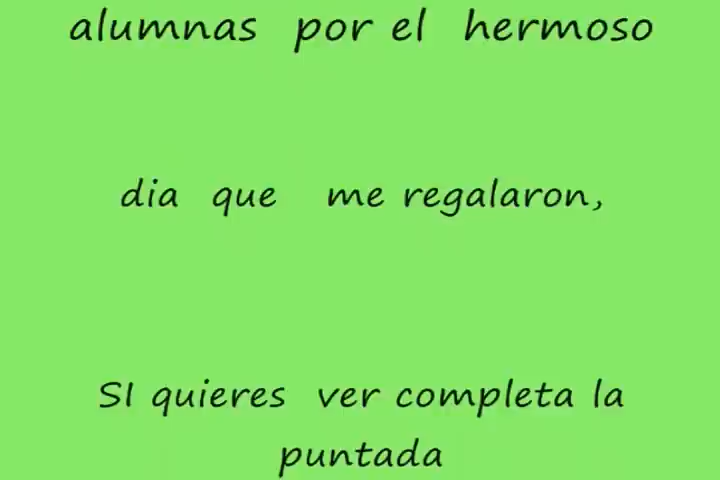 alumnas por el hermoso
dia que me regalaron,
SI quieres ver completa la
puntada